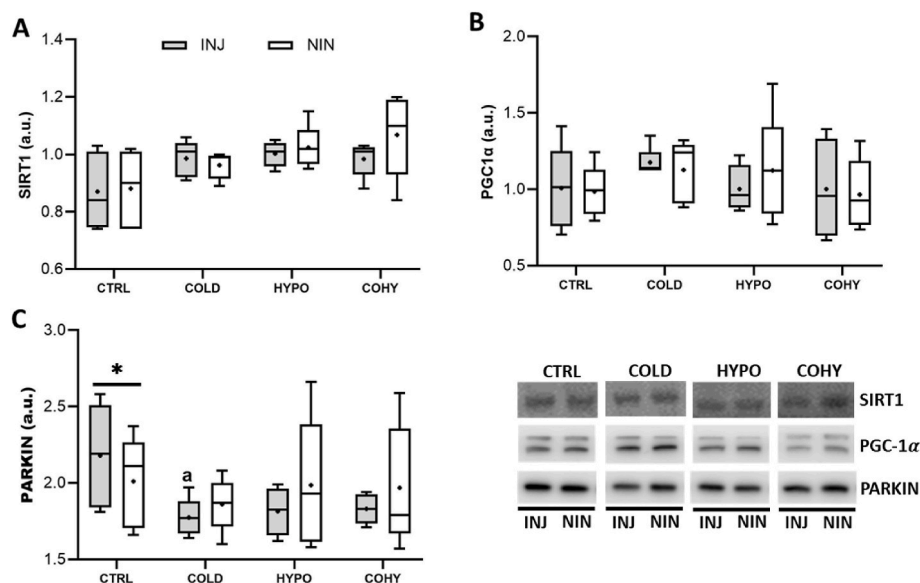 A
INJ NIN
SIRT1 (a.u.)
1.4
1.2
1.0
0.8
0.6
CTRL COLD HYPO COHY
B
PGC1α (a.u.)
2.0
1.5
1.0
0.5
CTRL COLD HYPO COHY
C
PARKIN (a.u.)
3.0
2.5
2.0
1.5
1.0
*
a
CTRL COLD HYPO COHY
CTRL COLD HYPO COHY
SIRT1
PGC-1α
PARKIN
INJ NIN INJ NIN INJ NIN INJ NIN